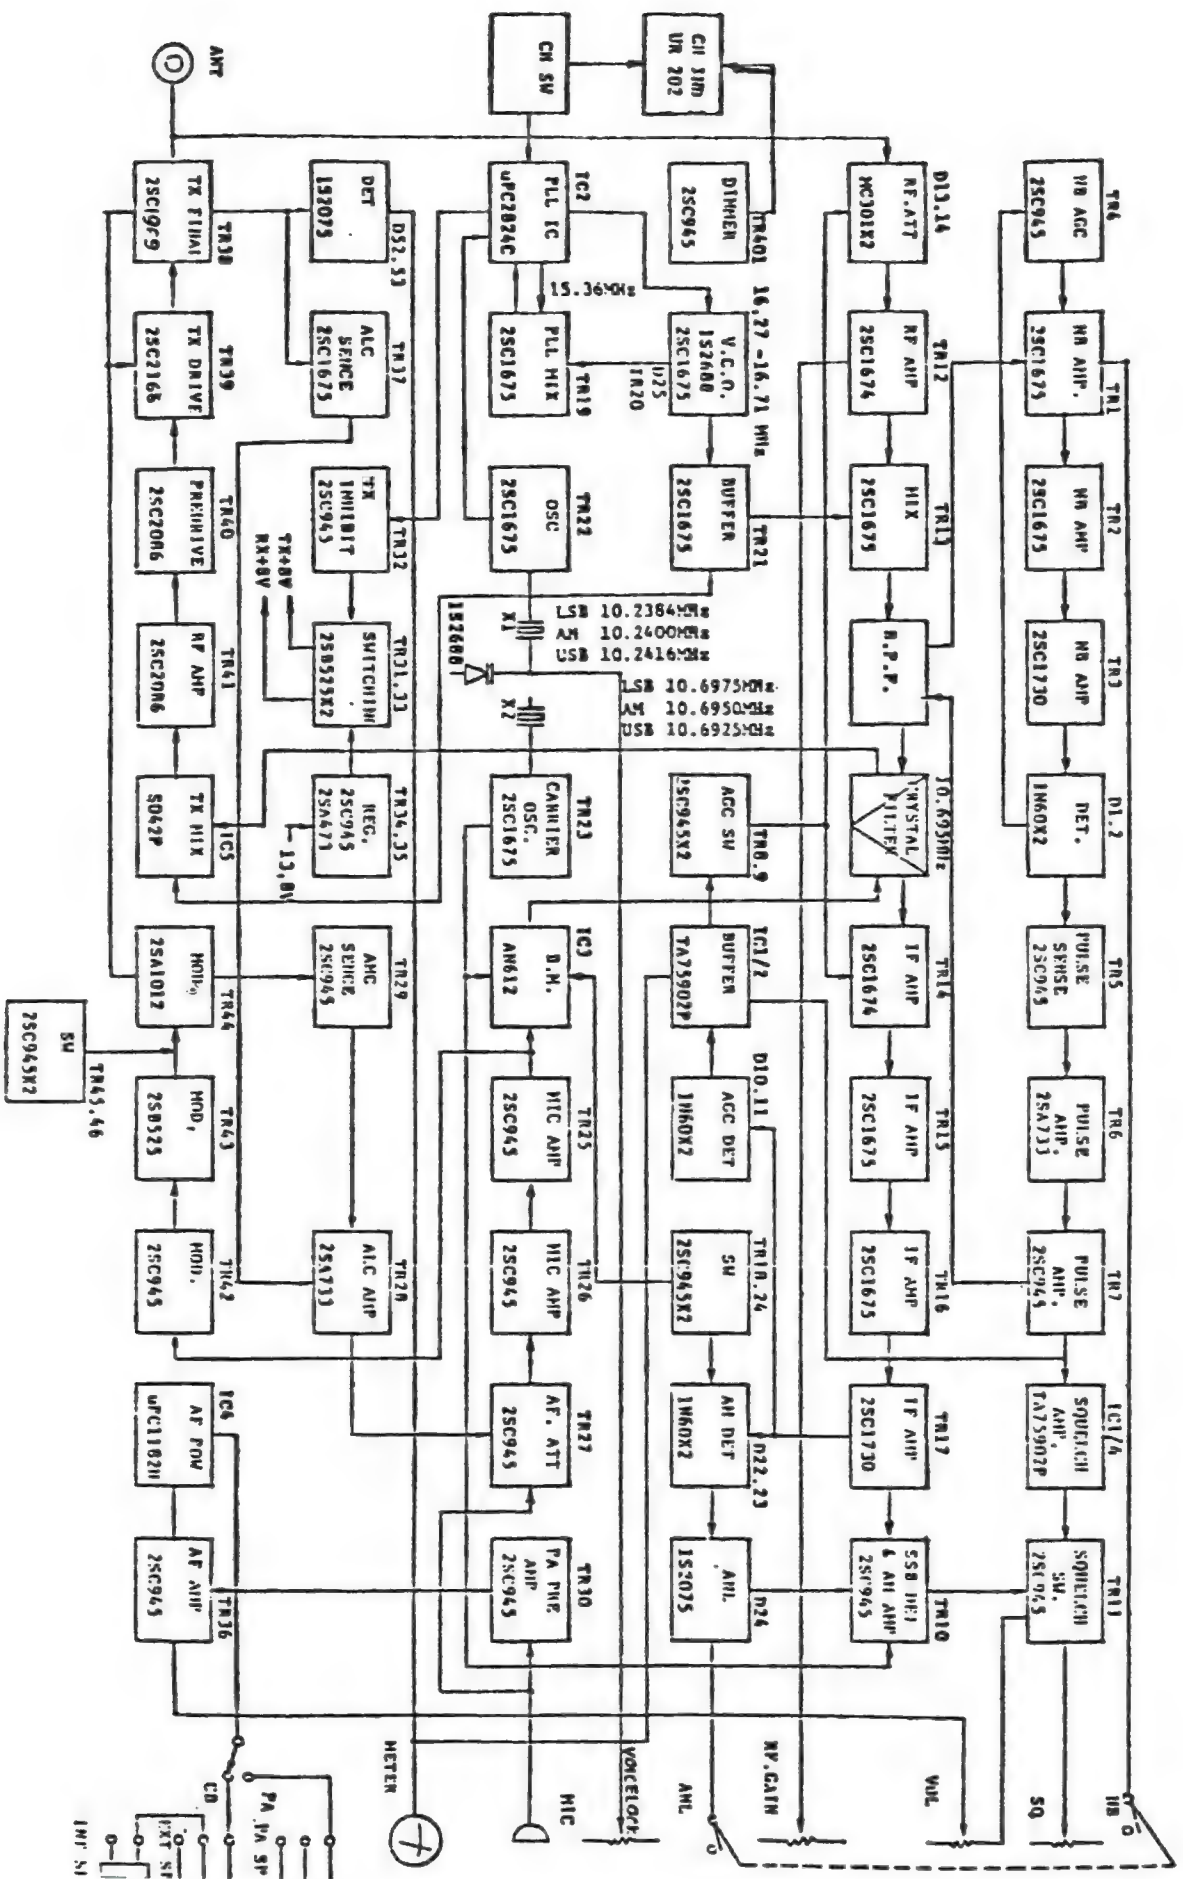 ANT
CH SW
CH IND
UR 202
TR4
NB AGC
2SC945
TR1
NB AMP.
2SC1675
TR2
NB AMP
2SC1675
TR3
NB AMP
2SC1730
D1.2
DET.
1N60X2
TR5
PULSE
SENSE
2SC945
TR6
PULSE
AMP.
2SA733
TR7
PULSE
AMP.
2SC945
IC1/4
SQUELCH
AMP.
TA75902P
TR11
SQUELCH
SW.
2SC945
NB
SQ
VOL
D13.14
RF.ATT
MC301X2
TR12
RF AMP
2SC1674
TR13
MIX
2SC1675
B.P.F.
10.695MHz
CRYSTAL
FILTER
TR14
IF AMP
2SC1674
TR15
IF AMP
2SC1675
TR16
IF AMP
2SC1675
TR17
IF AMP
2SC1730
SSB DET
& AM AMP
2SC945
TR10
RF.GAIN
TR401
DIMMER
2SC945
16.27 -16.71 MHz
V.C.O.
1S2688
2SC1675
D25
TR20
BUFFER
2SC1675
TR21
AGC SW
2SC945X2
TR8.9
IC1/2
BUFFER
TA75902P
D10.11
AGC DET
1N60X2
TR18.24
SW
2SC945X2
AM DET
1N60X2
D22.23
ANL
1S2075
D24
ANL
LSB 10.2384MHz
AM 10.2400MHz
USB 10.2416MHz
LSB 10.6975MHz
AM 10.6950MHz
USB 10.6925MHz
VOICELOCK
IC2
PLL IC
uPC2824C
15.36MHz
PLL MIX
2SC1675
TR19
TR22
OSC
2SC1675
X1
1S2688
X2
TR23
CARRIER
OSC.
2SC1675
IC3
B.M.
AN612
TR25
MIC AMP
2SC945
TR26
MIC AMP
2SC945
TR27
AF. ATT
2SC945
TR30
PA PRE
AMP
2SC945
MIC
DET
1S2075
D52.53
TR37
ALC
SENCE
2SC1675
TX
INHIBIT
2SC945
TR32
TX+8V
RX+8V
TR31.33
SWITCHING
2SB525X2
TR34.35
REG.
2SC945
2SA473
13.8V
TR29
AMC
SENCE
2SC945
TR28
ALC AMP
2SA733
METER
TR38
TX FINAL
2SC1969
TR39
TX DRIVE
2SC2166
TR40
PREDRIVE
2SC2086
TR41
RF AMP
2SC2086
IC5
TX MIX
SO42P
TR44
MOD.
2SA1012
TR43
MOD.
2SB525
TR42
MOD.
2SC945
IC4
AF POW
uPC1182H
TR36
AF AMP
2SC945
SW
2SC945X2
TR45.46
CB
PA
PA SP
EXT SP
INT SP